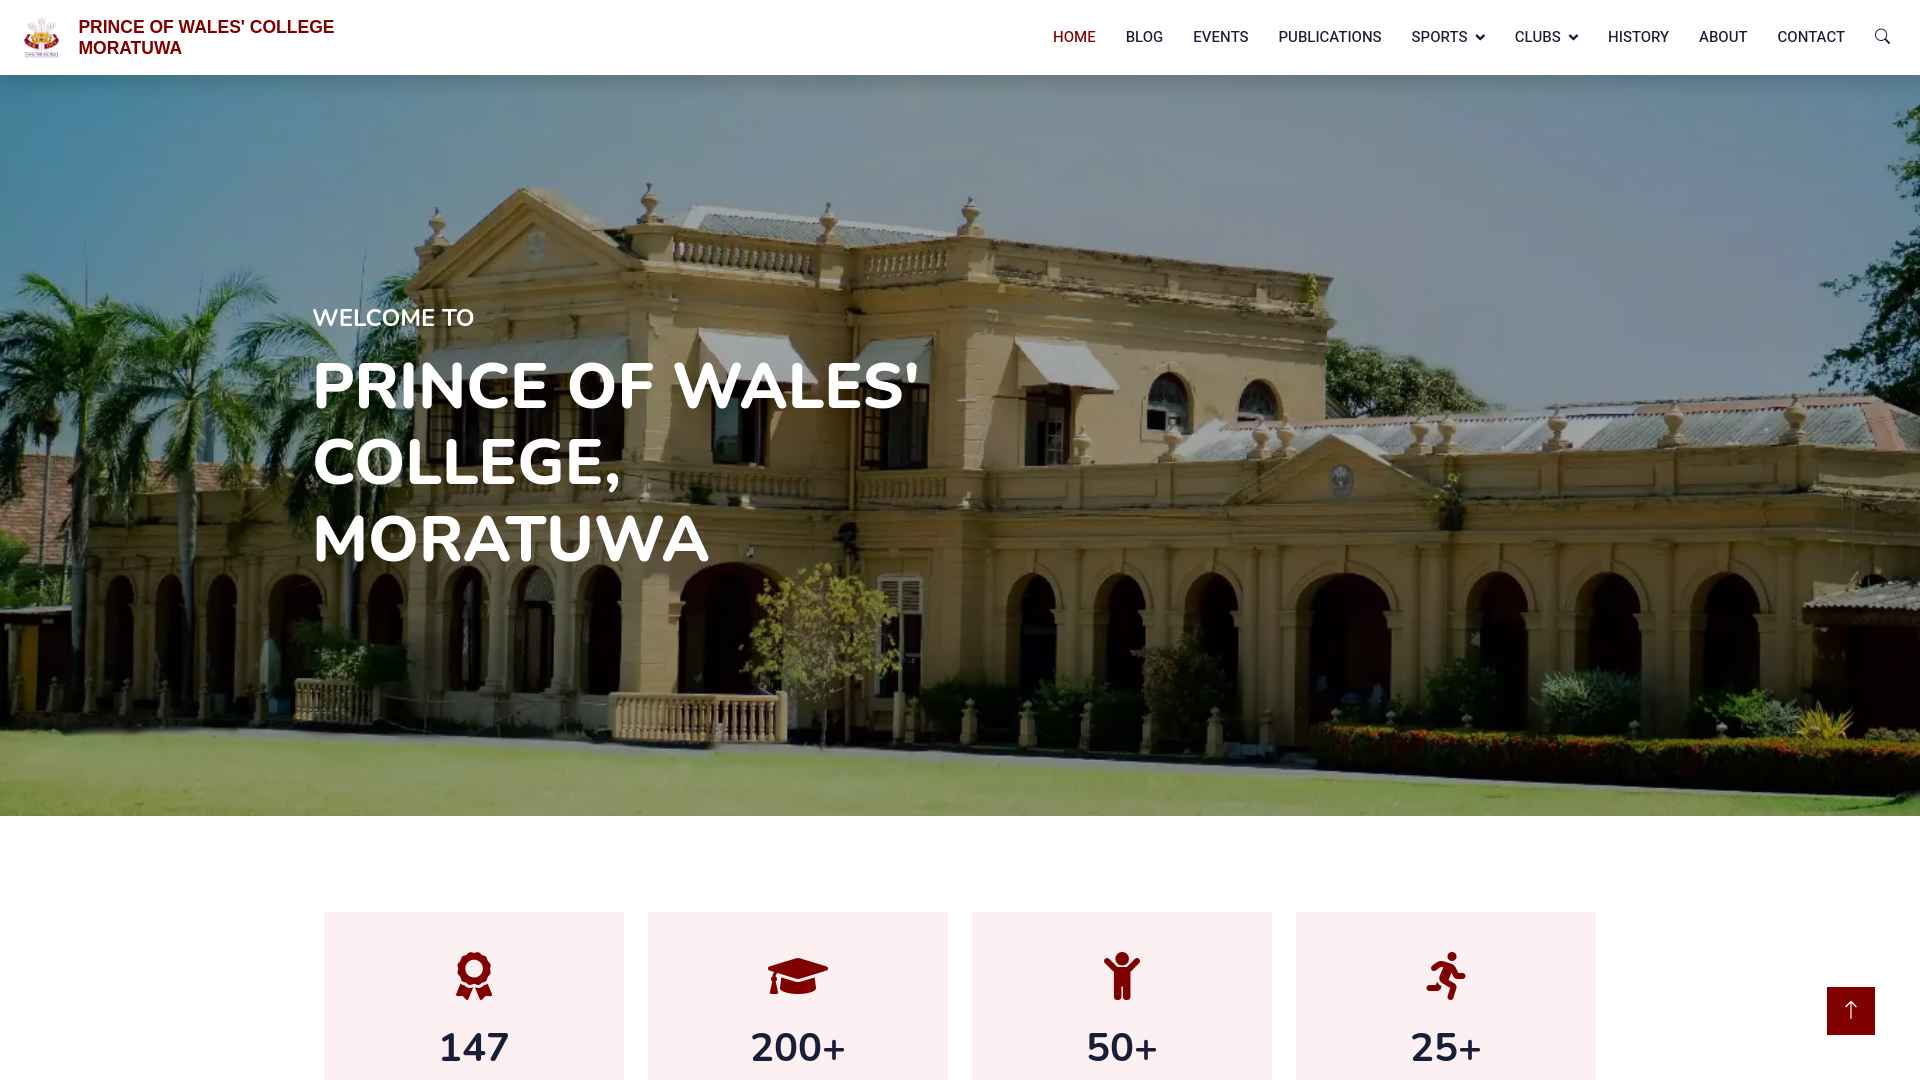 PRINCE OF WALES' COLLEGE
MORATUWA
HOME BLOG EVENTS PUBLICATIONS SPORTS CLUBS HISTORY ABOUT CONTACT
WELCOME TO
PRINCE OF WALES'
COLLEGE,
MORATUWA
147 200+ 50+ 25+